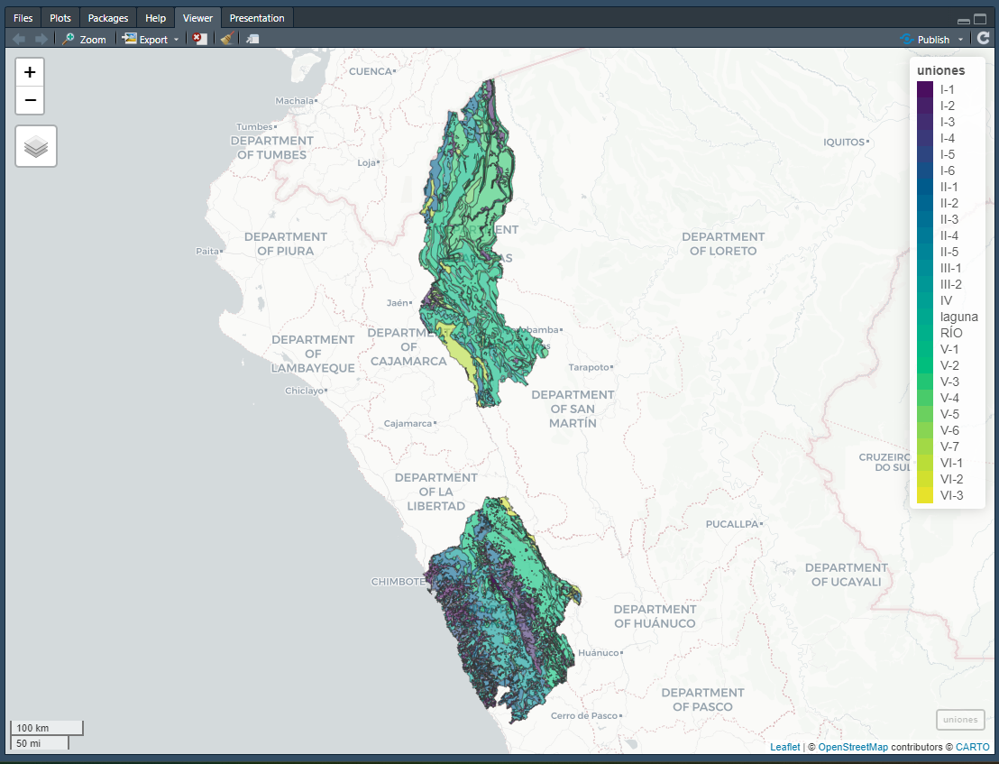 Files Plots Packages Help Viewer Presentation
Zoom Export Publish
+
−
CUENCA
Machala
Tumbes
DEPARTMENT
OF TUMBES
Loja
IQUITOS
DEPARTMENT
OF PIURA
Paita
ENT
AS
DEPARTMENT
OF LORETO
Jaén
DEPARTMENT
OF
LAMBAYEQUE
DEPARTME
OF
CAJAMARCA
bamba
Tarapoto
Chiclayo
DEPARTMENT
OF SAN
MARTÍN
Cajamarca
CRUZEIRO
DO SUL
DEPARTMENT
OF LA
LIBERTAD
PUCALLPA
CHIMBOTE
DEPARTMENT
OF UCAYALI
DEPARTMENT
OF HUÁNUCO
Huánuco
DEPARTMENT
OF PASCO
Cerro de Pasco
uniones
I-1
I-2
I-3
I-4
I-5
I-6
II-1
II-2
II-3
II-4
II-5
III-1
III-2
IV
laguna
RÍO
V-1
V-2
V-3
V-4
V-5
V-6
V-7
VI-1
VI-2
VI-3
uniones
100 km
50 mi
Leaflet | © OpenStreetMap contributors © CARTO